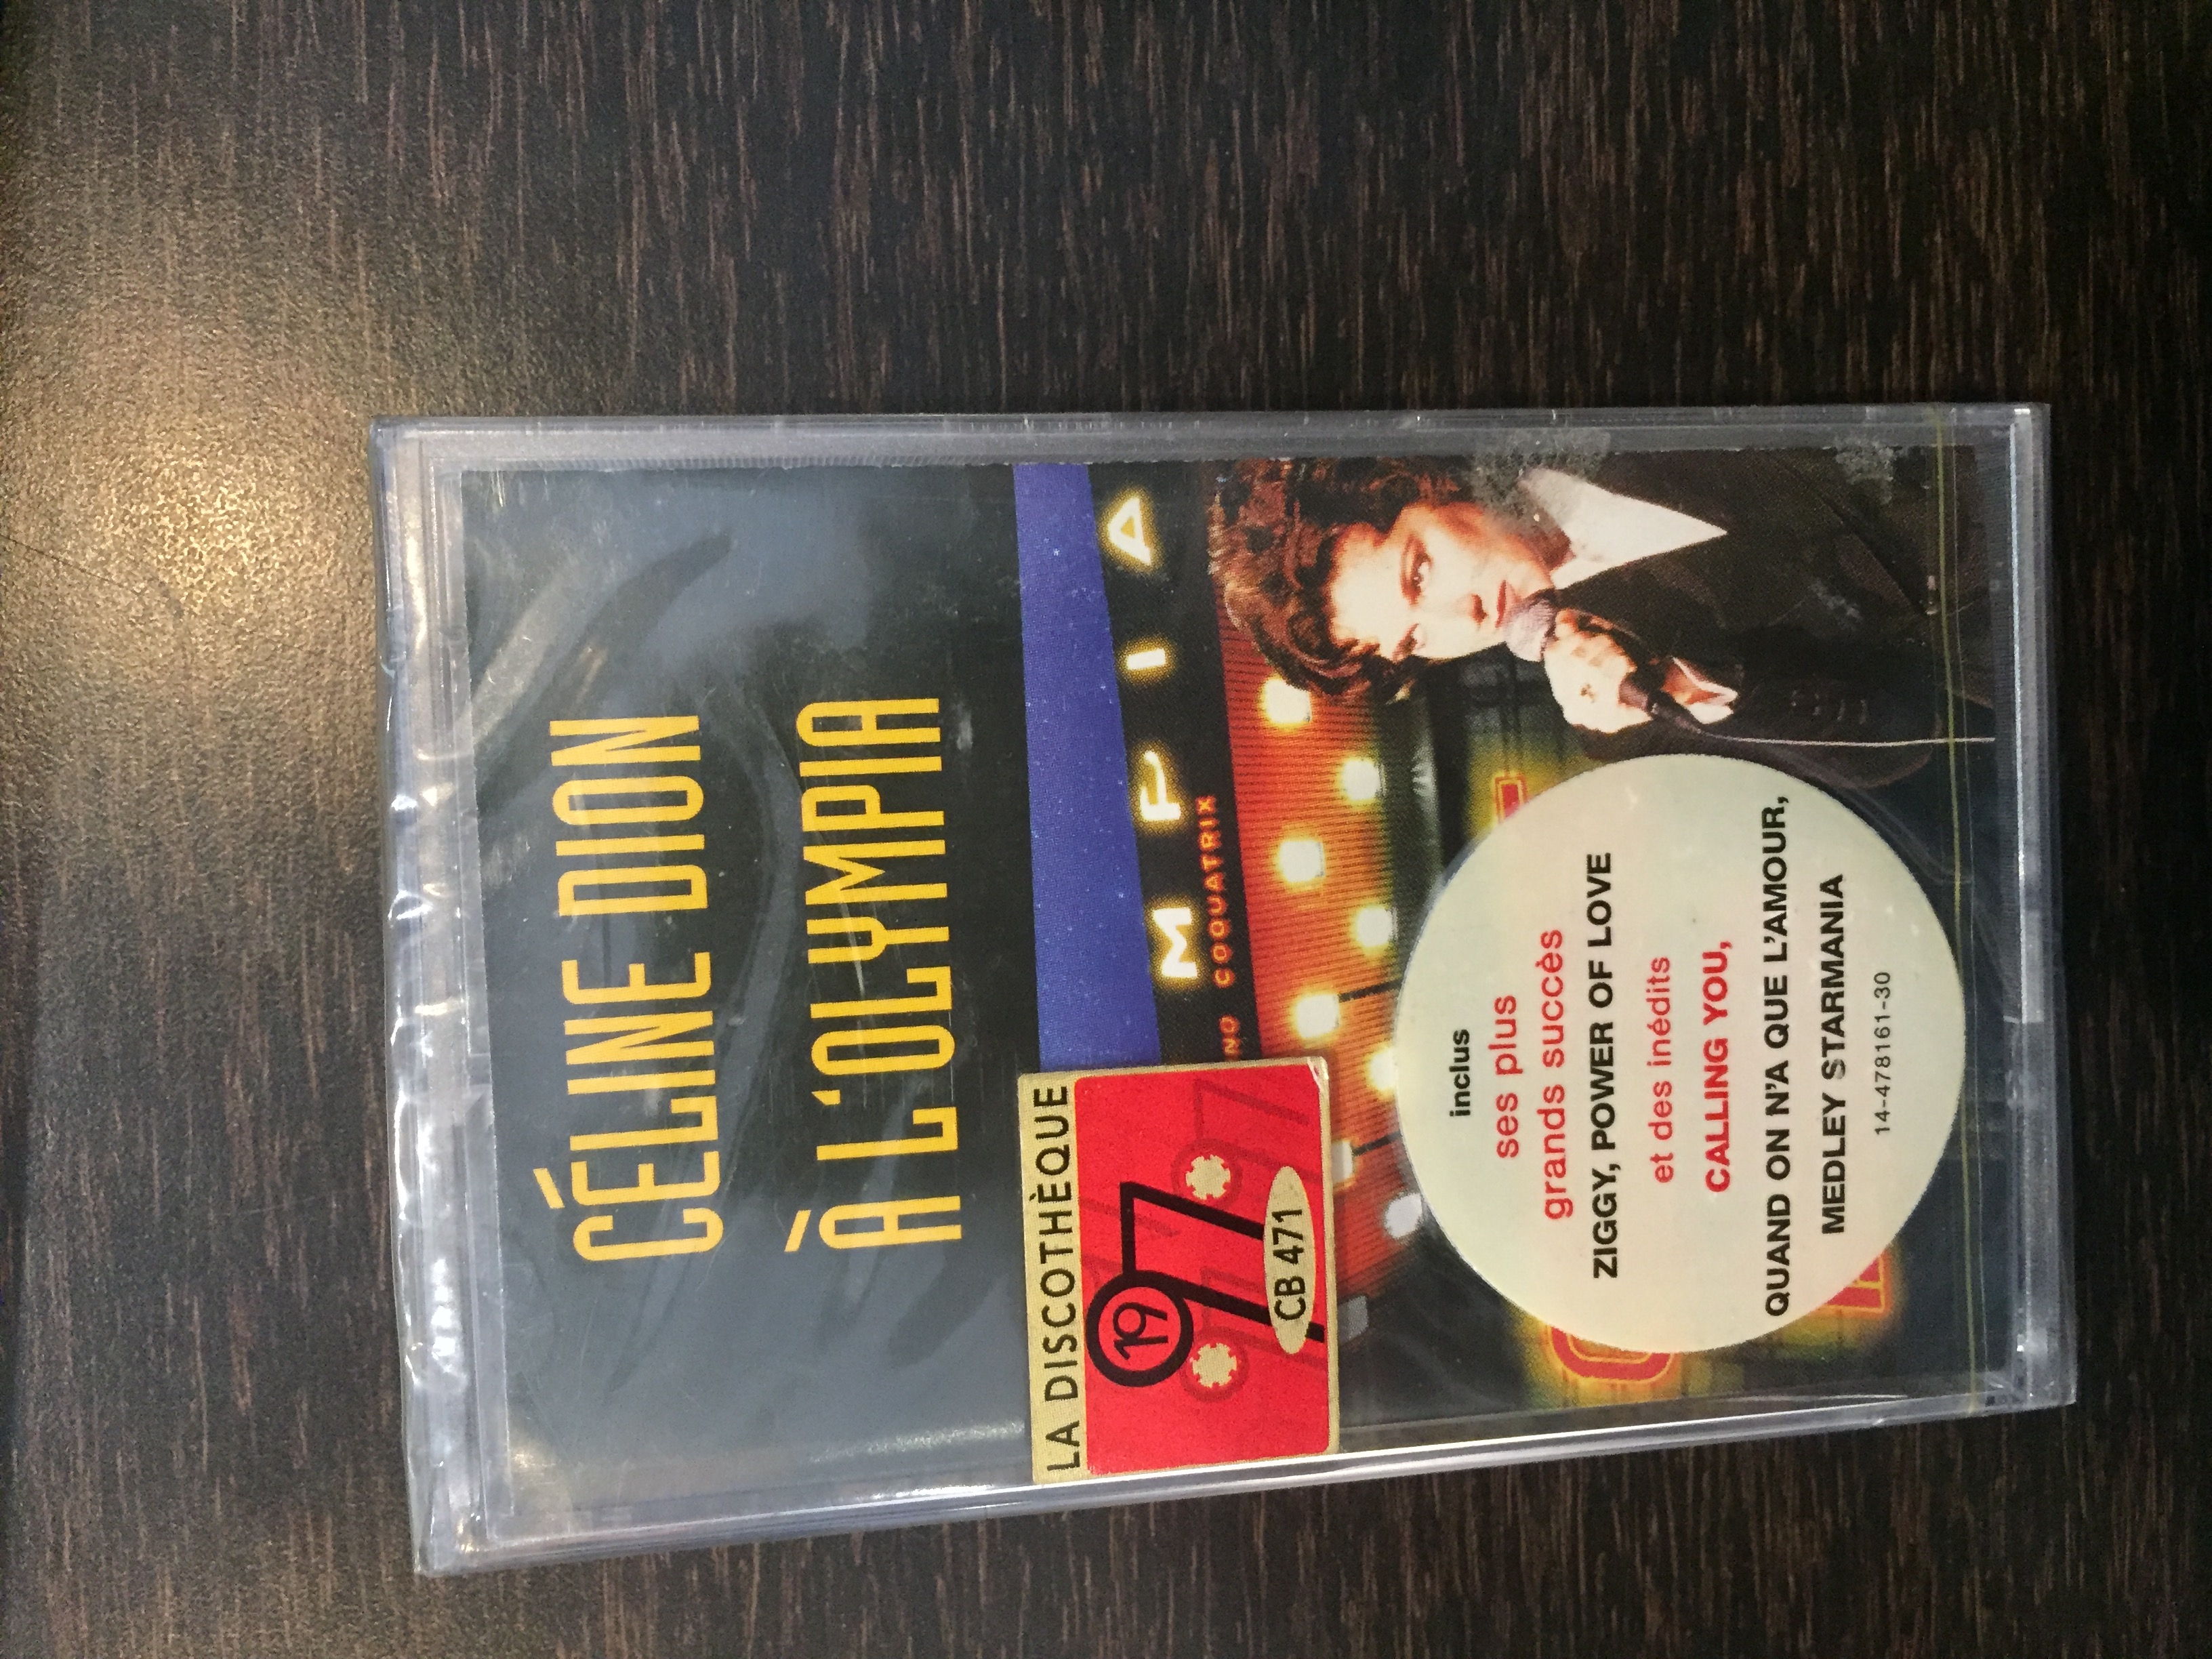 CÉLINE DION
À L'OLYMPIA
M P I A
COQUATRIX
LA DISCOTHÈQUE
19
97
CB 471
inclus
ses plus
grands succès
ZIGGY, POWER OF LOVE
et des inédits
CALLING YOU,
QUAND ON N'A QUE L'AMOUR,
MEDLEY STARMANIA
14-478161-30